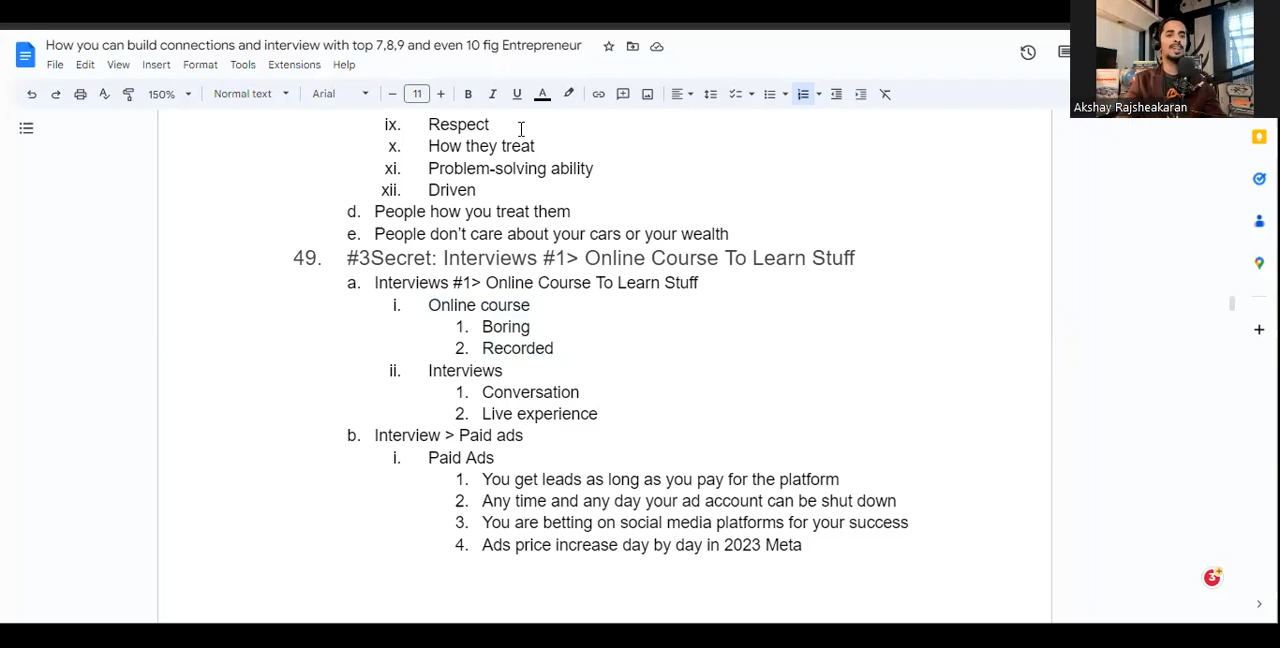 How you can build connections and interview with top 7,8,9 and even 10 fig Entrepreneur
File Edit View Insert Format Tools Extensions Help
150% Normal text Arial − 11 + B I U A
Akshay Rajsheakaran
ix. Respect
x. How they treat
xi. Problem-solving ability
xii. Driven
d. People how you treat them
e. People don’t care about your cars or your wealth
49. #3Secret: Interviews #1> Online Course To Learn Stuff
a. Interviews #1> Online Course To Learn Stuff
i. Online course
1. Boring
2. Recorded
ii. Interviews
1. Conversation
2. Live experience
b. Interview > Paid ads
i. Paid Ads
1. You get leads as long as you pay for the platform
2. Any time and any day your ad account can be shut down
3. You are betting on social media platforms for your success
4. Ads price increase day by day in 2023 Meta
3